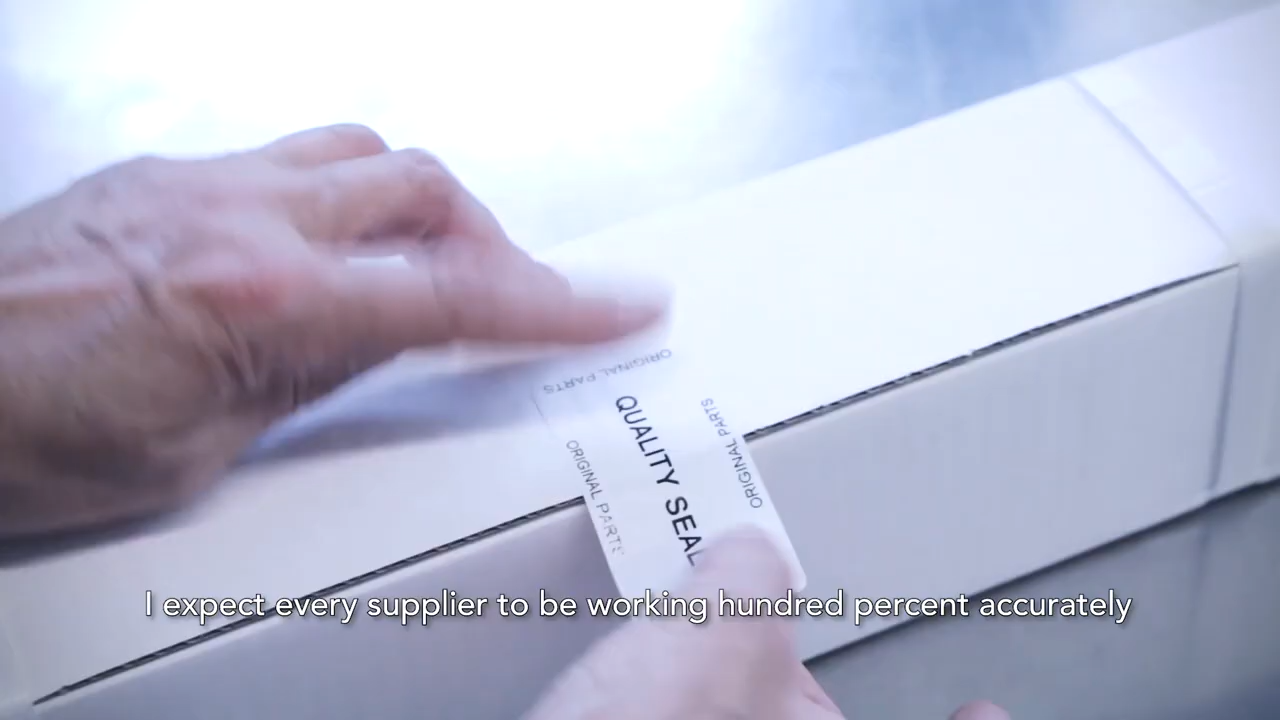 ORIGINAL PARTS
ORIGINAL PARTS
QUALITY SEAL
ORIGINAL PARTS
I expect every supplier to be working hundred percent accurately